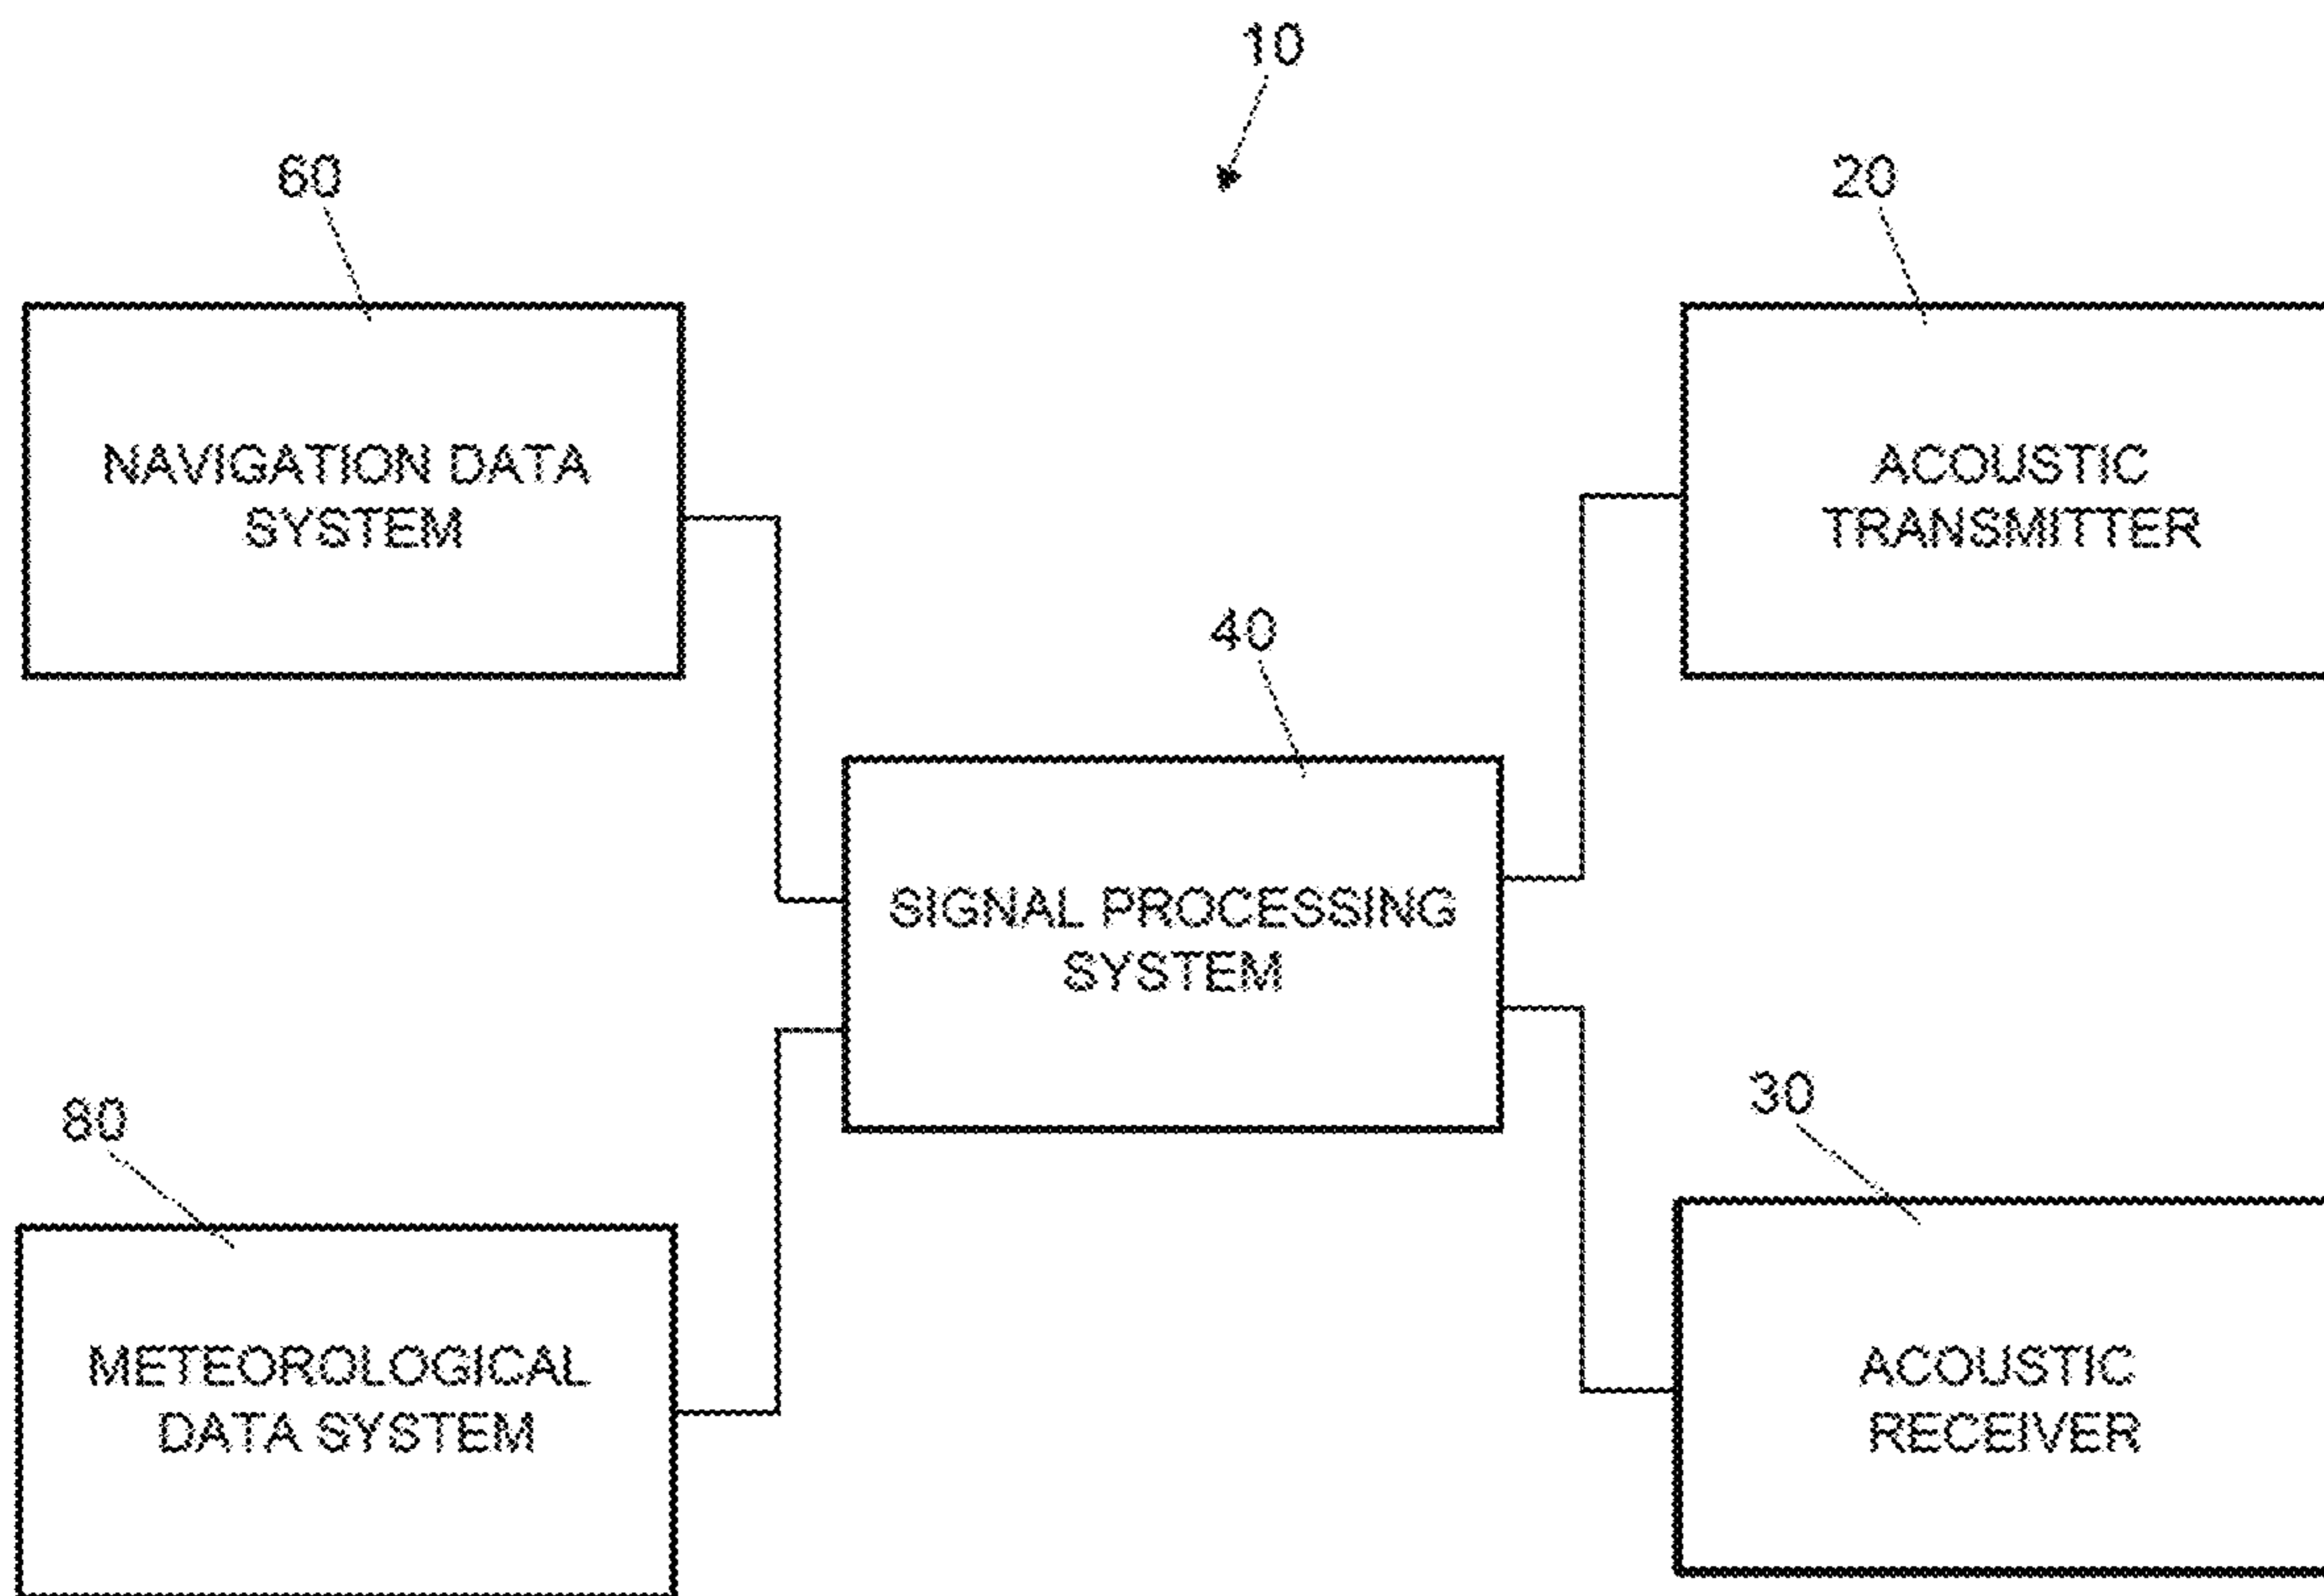 10
60
20
NAVIGATION DATA
SYSTEM
ACOUSTIC
TRANSMITTER
40
SIGNAL PROCESSING
SYSTEM
80
30
METEOROLOGICAL
DATA SYSTEM
ACOUSTIC
RECEIVER